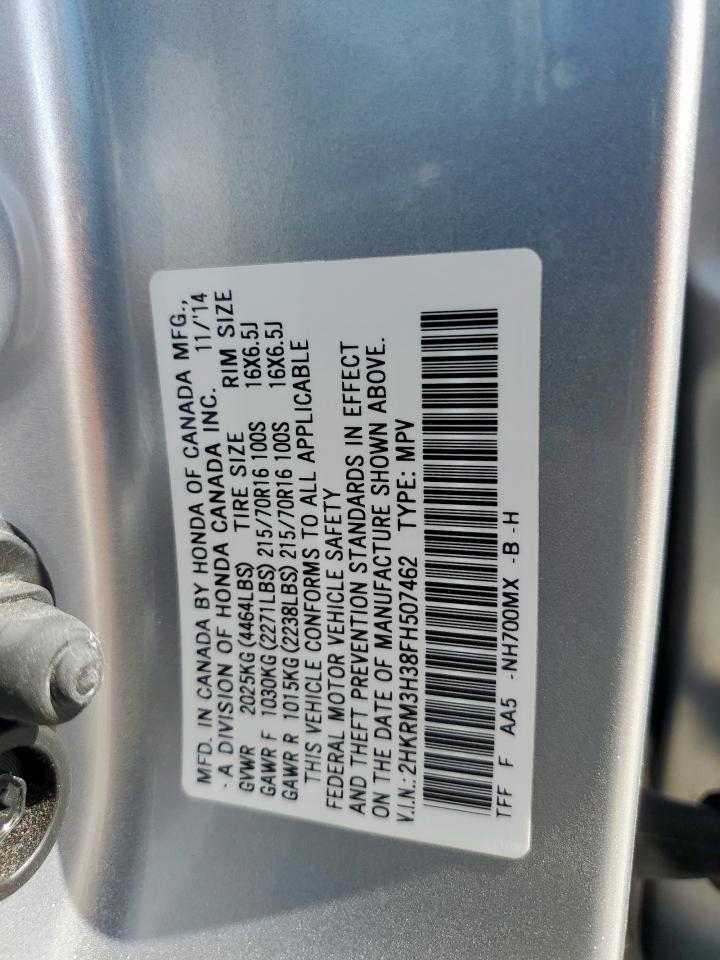 MFD. IN CANADA BY HONDA OF CANADA MFG.,
- A DIVISION OF HONDA CANADA INC. 11/'14
GVWR 2025KG (4464LBS) TIRE SIZE RIM SIZE
GAWR F 1030KG (2271LBS) 215/70R16 100S 16X6.5J
GAWR R 1015KG (2238LBS) 215/70R16 100S 16X6.5J
THIS VEHICLE CONFORMS TO ALL APPLICABLE
FEDERAL MOTOR VEHICLE SAFETY
AND THEFT PREVENTION STANDARDS IN EFFECT
ON THE DATE OF MANUFACTURE SHOWN ABOVE.
V.I.N.: 2HKRM3H38FH507462 TYPE: MPV
TFF F AA5 -NH700MX -B -H